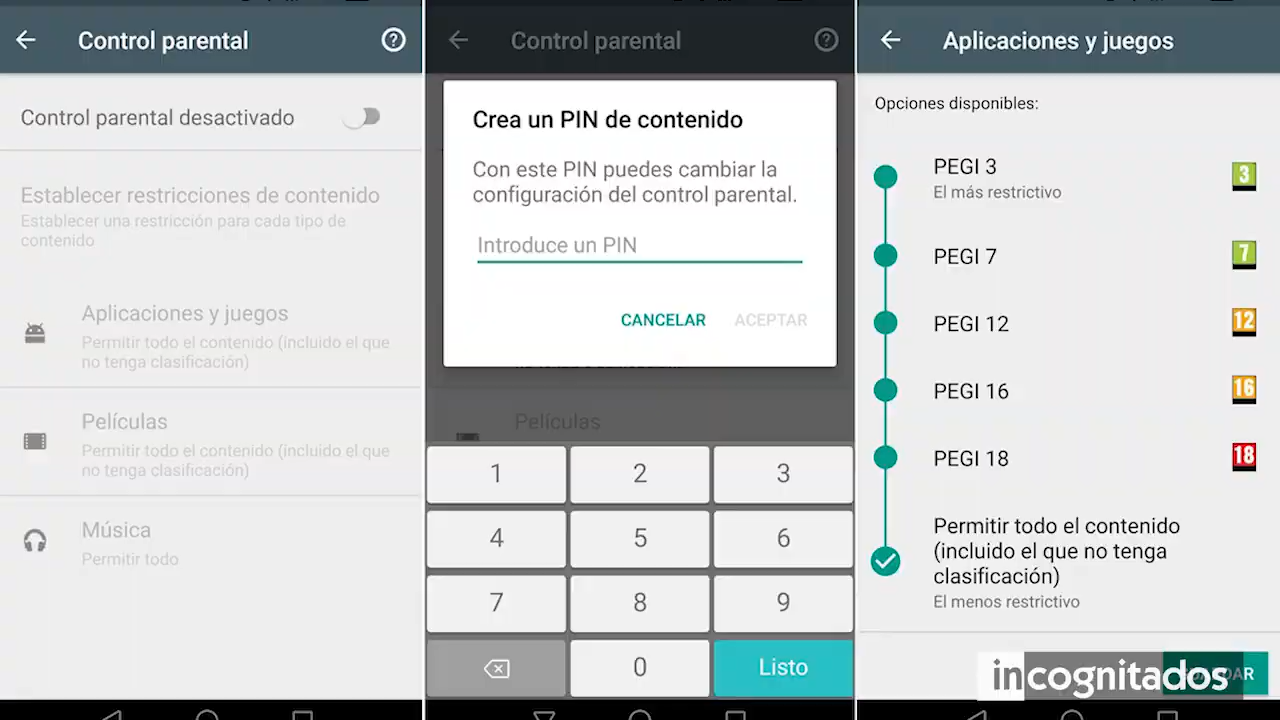 Control parental
Control parental desactivado
Establecer restricciones de contenido
Establecer una restricción para cada tipo de
contenido
Aplicaciones y juegos
Permitir todo el contenido (incluido el que
no tenga clasificación)
Películas
Permitir todo el contenido (incluido el que
no tenga clasificación)
Música
Permitir todo
Control parental
Crea un PIN de contenido
Con este PIN puedes cambiar la
configuración del control parental.
Introduce un PIN
CANCELAR ACEPTAR
Películas
1 2 3
4 5 6
7 8 9
0 Listo
Aplicaciones y juegos
Opciones disponibles:
PEGI 3 3
El más restrictivo
PEGI 7 7
PEGI 12 12
PEGI 16 16
PEGI 18 18
Permitir todo el contenido
(incluido el que no tenga
clasificación)
El menos restrictivo
incognitados